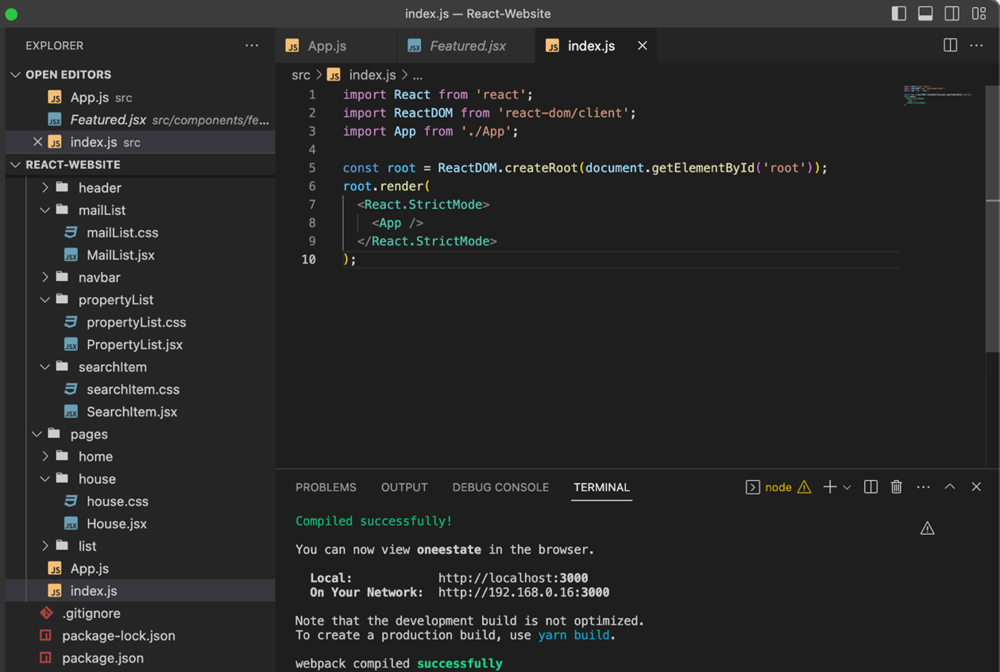 index.js — React-Website
EXPLORER
OPEN EDITORS
App.js src
Featured.jsx src/components/fe...
index.js src
REACT-WEBSITE
header
mailList
mailList.css
MailList.jsx
navbar
propertyList
propertyList.css
PropertyList.jsx
searchItem
searchItem.css
SearchItem.jsx
pages
home
house
house.css
House.jsx
list
App.js
index.js
.gitignore
package-lock.json
package.json
App.js Featured.jsx index.js
src > index.js > ...
1 import React from 'react';
2 import ReactDOM from 'react-dom/client';
3 import App from './App';
4
5 const root = ReactDOM.createRoot(document.getElementById('root'));
6 root.render(
7 <React.StrictMode>
8 <App />
9 </React.StrictMode>
10 );
PROBLEMS OUTPUT DEBUG CONSOLE TERMINAL node
Compiled successfully!
You can now view oneestate in the browser.
Local: http://localhost:3000
On Your Network: http://192.168.0.16:3000
Note that the development build is not optimized.
To create a production build, use yarn build.
webpack compiled successfully